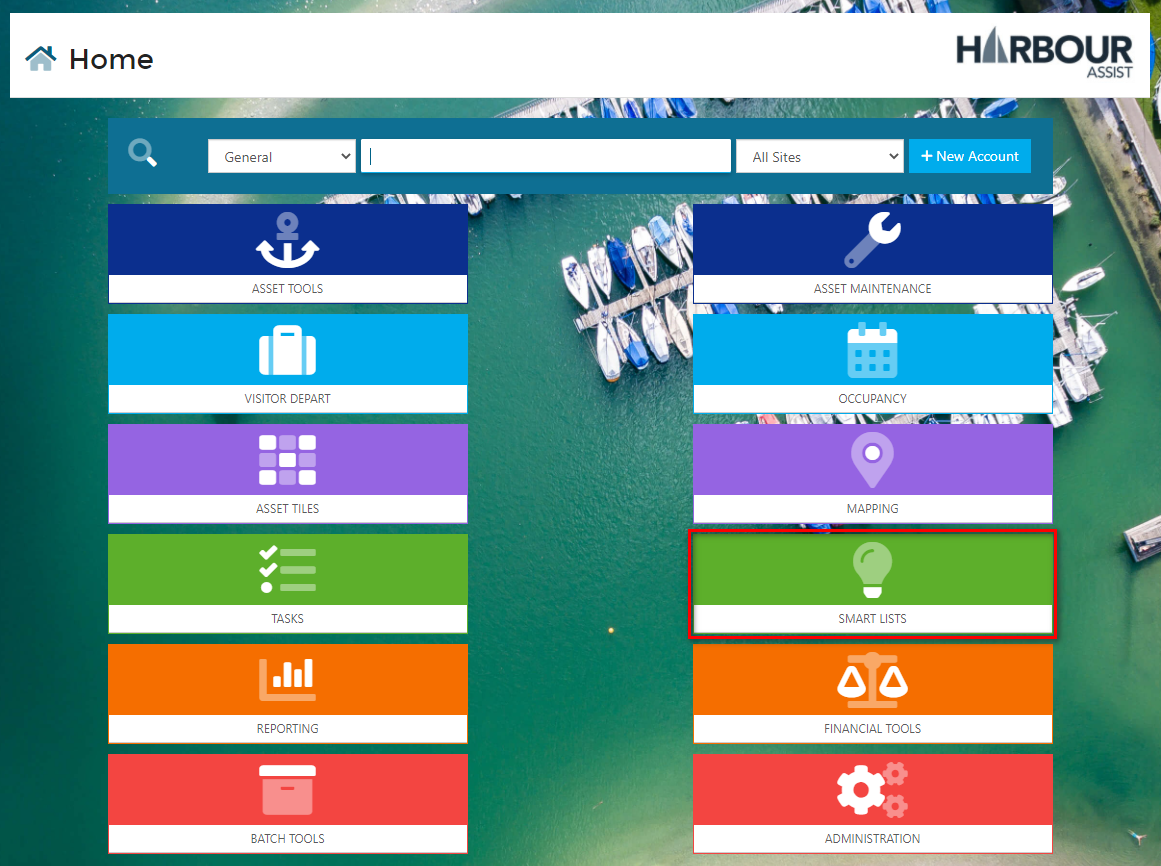 Home
HARBOUR
ASSIST
General
All Sites
+ New Account
ASSET TOOLS
ASSET MAINTENANCE
VISITOR DEPART
OCCUPANCY
ASSET TILES
MAPPING
TASKS
SMART LISTS
REPORTING
FINANCIAL TOOLS
BATCH TOOLS
ADMINISTRATION